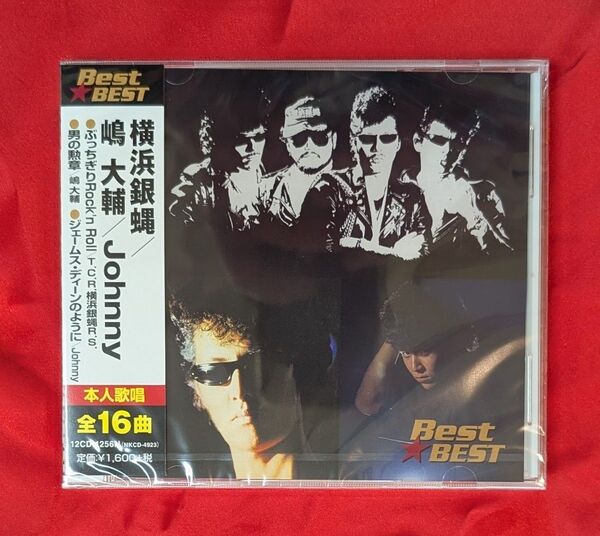 Best
★BEST
横浜銀蝿/
嶋 大輔/Johnny
●ぶっちぎりRock'n Roll/T.C.R.横浜銀蝿R.S.
●男の勲章 嶋 大輔 ●ジェームス・ディーンのように/Johnny
本人歌唱
全16曲
12CD-1256N(NKCD-4923)
定価:¥1,600+税
Best
★BEST